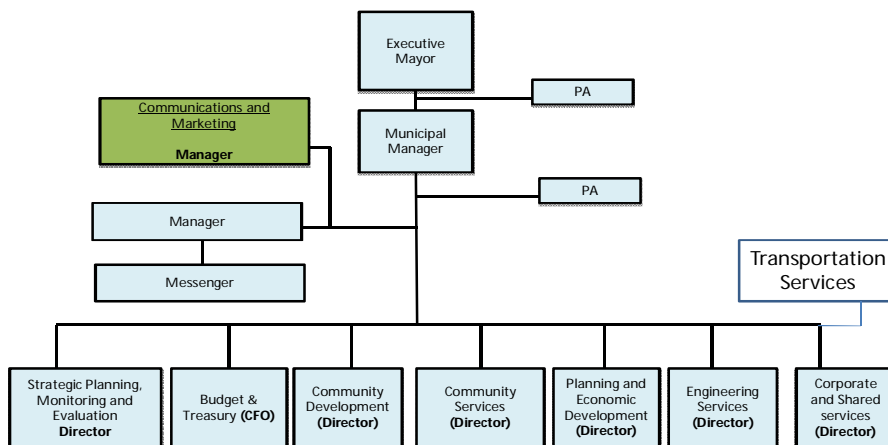 Executive
Mayor
PA
Communications and
Marketing
Manager
Municipal
Manager
PA
Manager
Messenger
Transportation
Services
Strategic Planning,
Monitoring and
Evaluation
Director
Budget &
Treasury (CFO)
Community
Development
(Director)
Community
Services
(Director)
Planning and
Economic
Development
(Director)
Engineering
Services
(Director)
Corporate
and Shared
services
(Director)